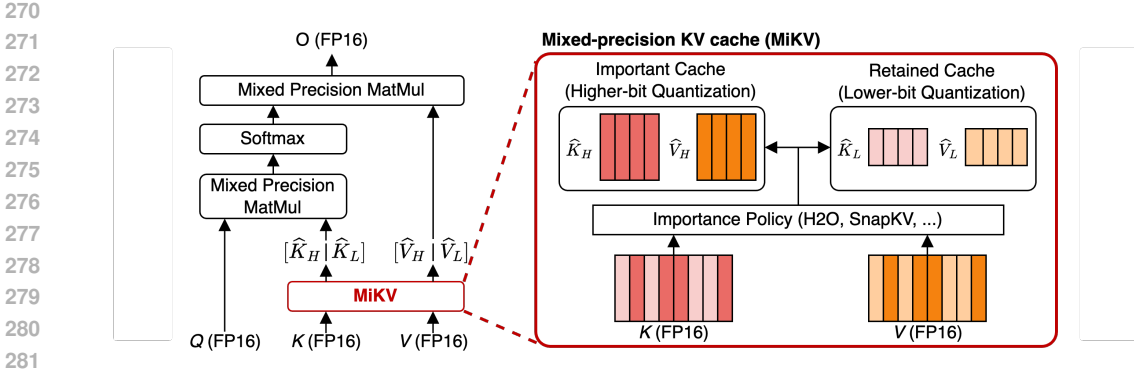 270
271
272
273
274
275
276
277
278
279
280
281
O (FP16)
Mixed Precision MatMul
Softmax
Mixed Precision
MatMul
[K̂_H | K̂_L]
[V̂_H | V̂_L]
MiKV
Q (FP16)
K (FP16)
V (FP16)
Mixed-precision KV cache (MiKV)
Important Cache
(Higher-bit Quantization)
K̂_H
V̂_H
Retained Cache
(Lower-bit Quantization)
K̂_L
V̂_L
Importance Policy (H2O, SnapKV, ...)
K (FP16)
V (FP16)